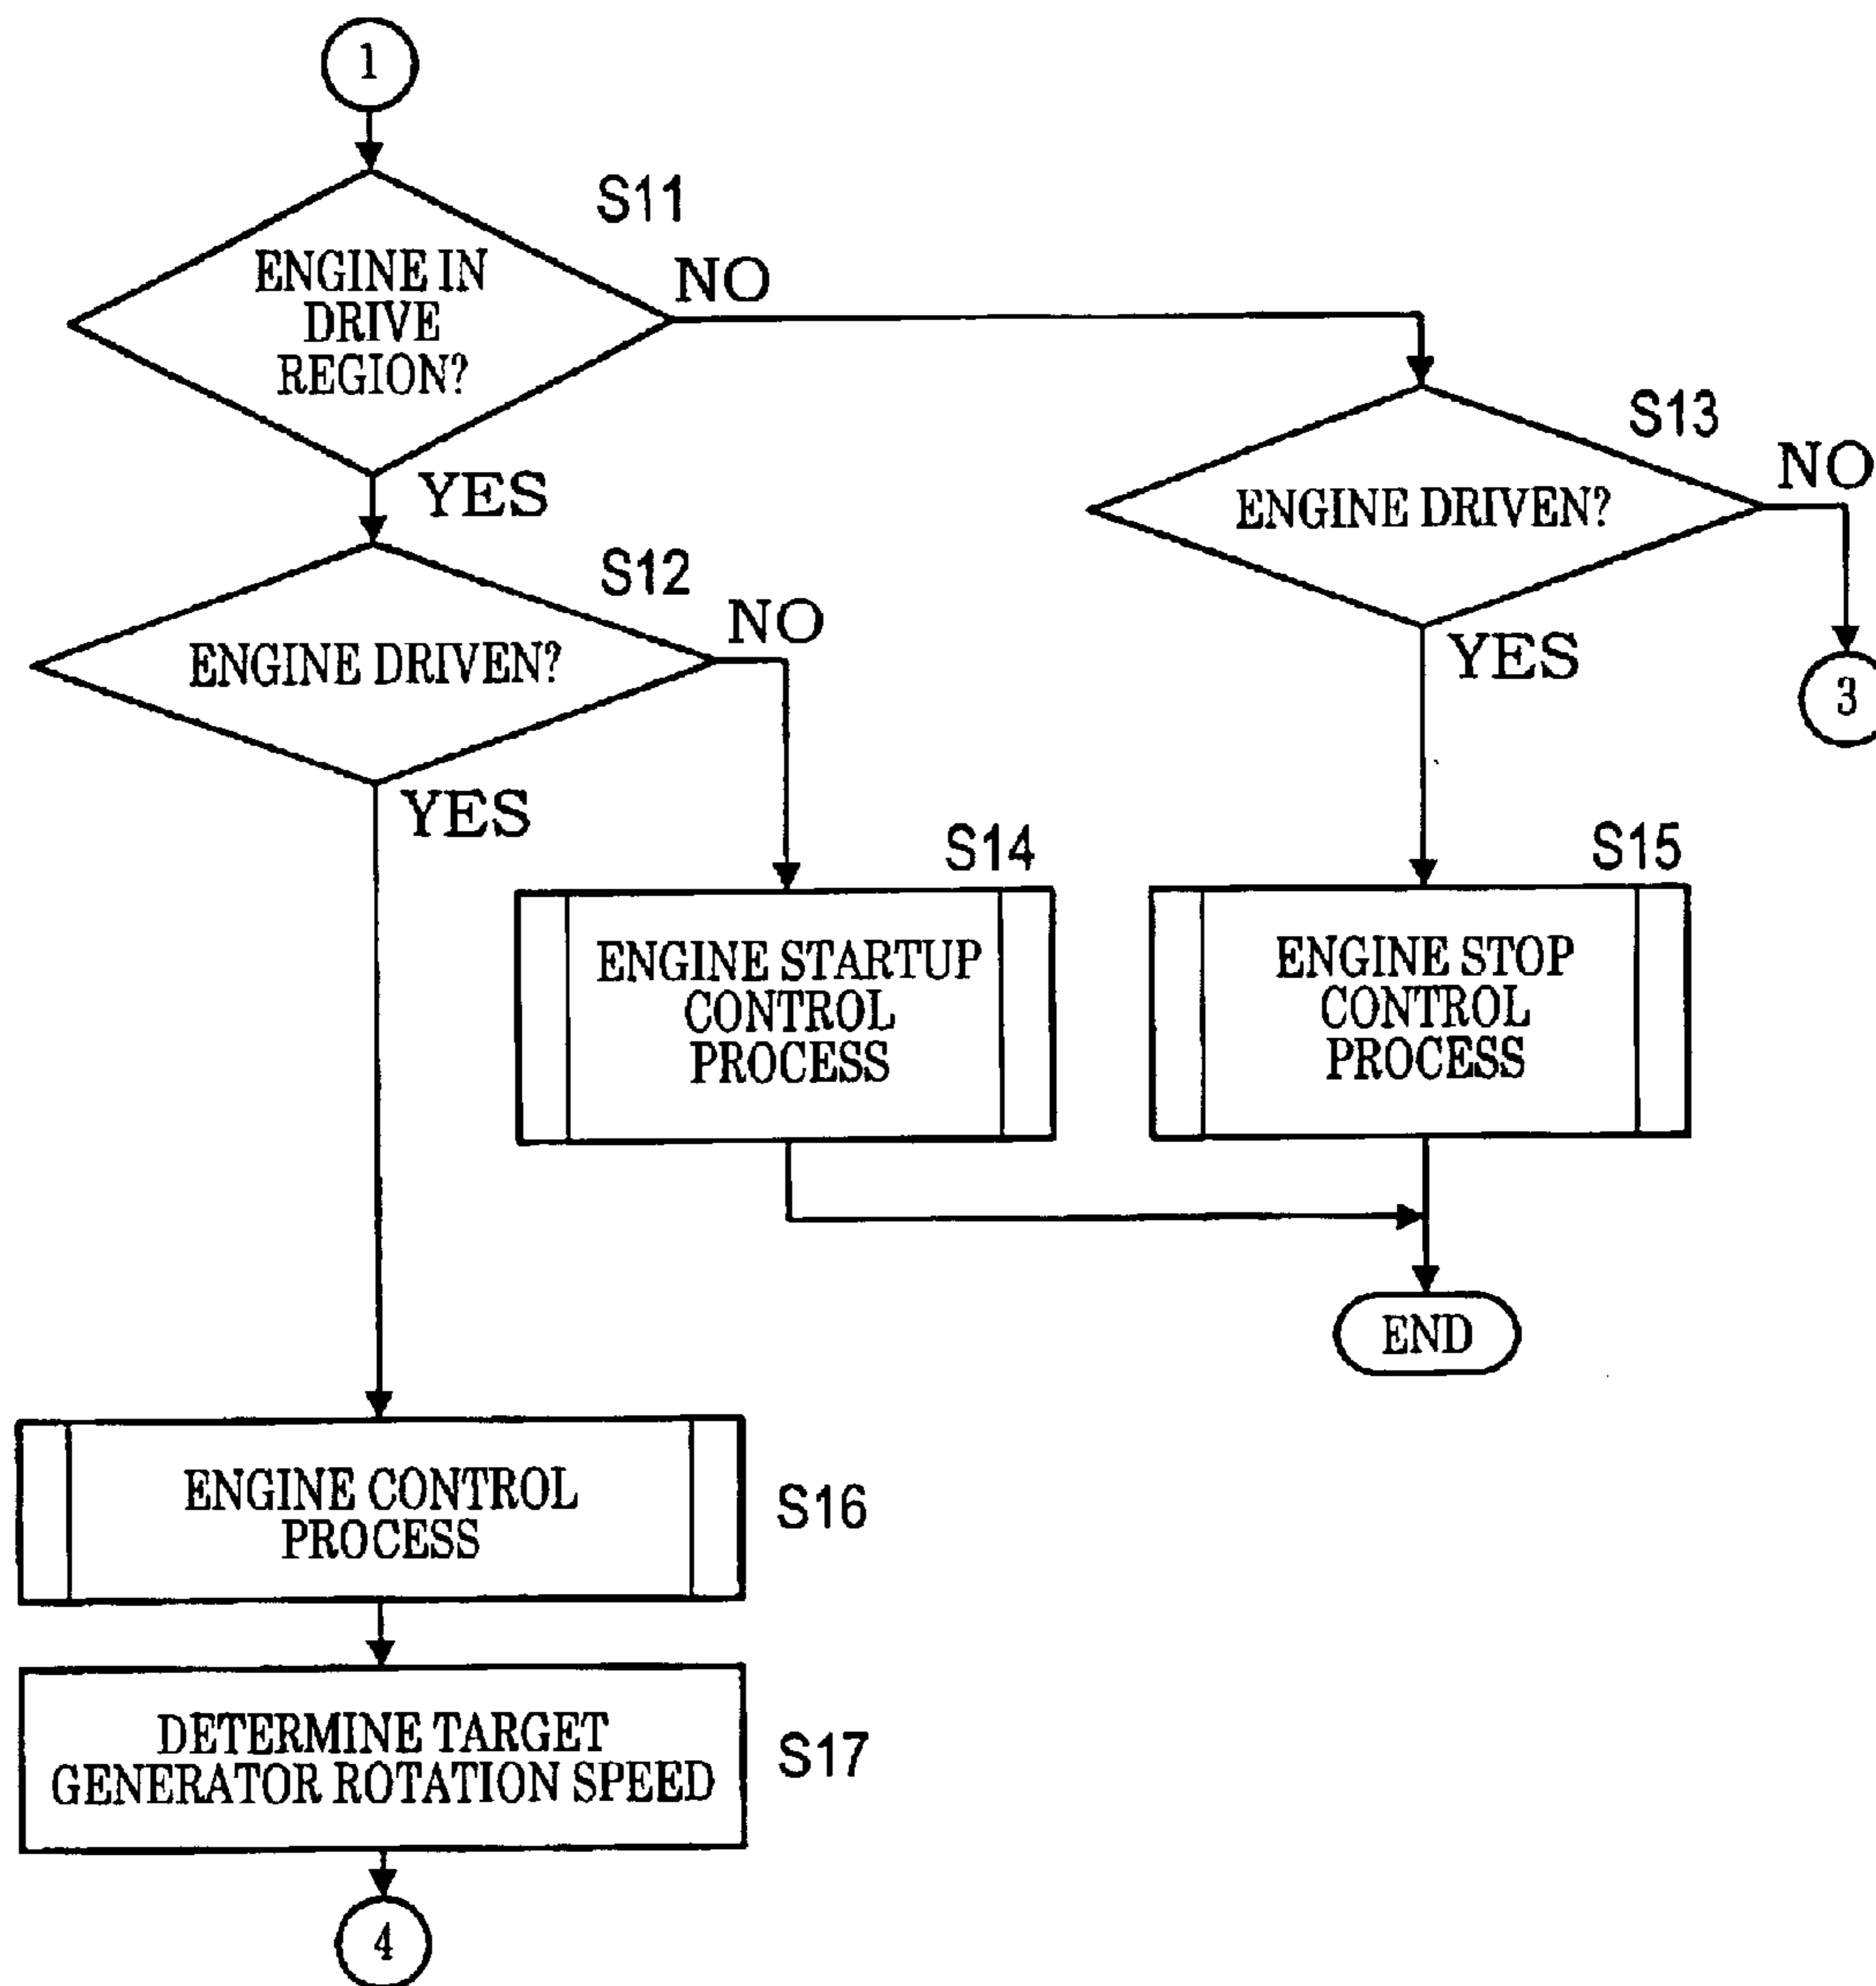 1
S11
ENGINE IN
DRIVE
REGION?
NO
YES
S13
ENGINE DRIVEN?
NO
YES
3
S12
ENGINE DRIVEN?
NO
YES
S14
ENGINE STARTUP
CONTROL
PROCESS
S15
ENGINE STOP
CONTROL
PROCESS
END
ENGINE CONTROL
PROCESS
S16
DETERMINE TARGET
GENERATOR ROTATION SPEED
S17
4